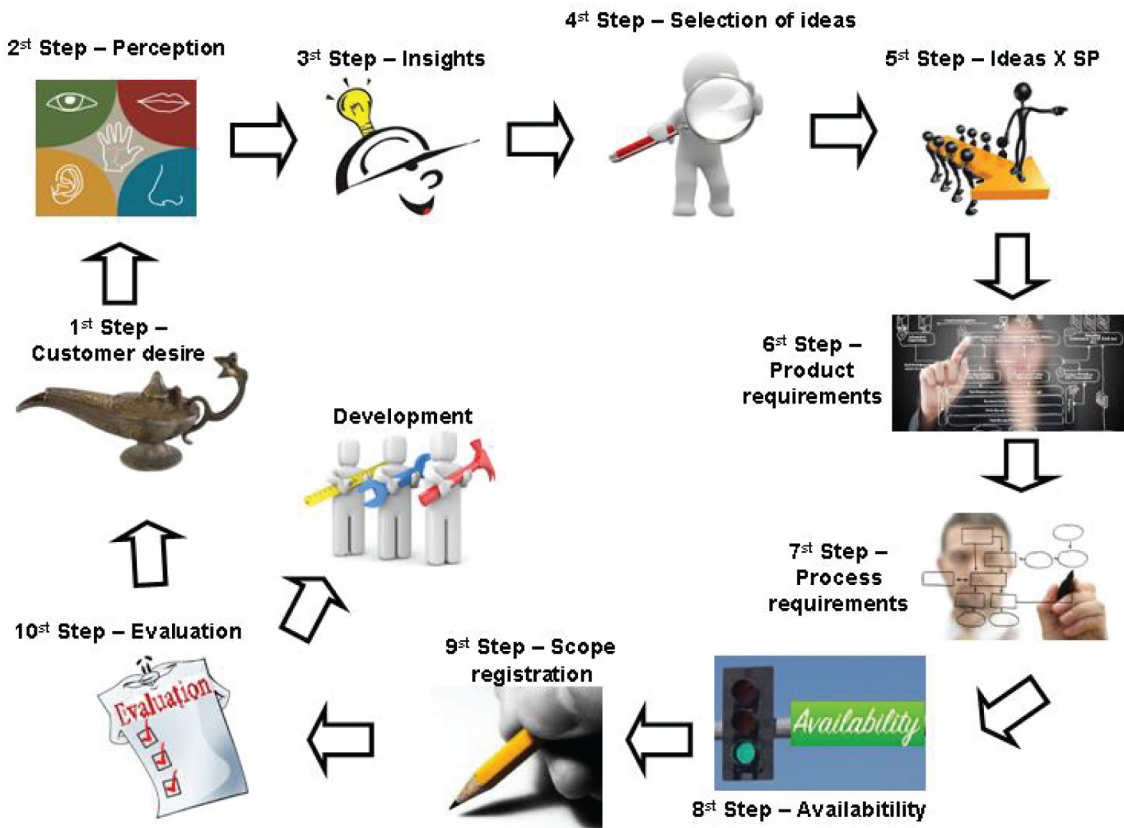 2st Step – Perception
3st Step – Insights
4st Step – Selection of ideas
5st Step – Ideas X SP
1st Step –
Customer desire
6st Step –
Product
requirements
Development
7st Step –
Process
requirements
10st Step – Evaluation
Evaluation
9st Step – Scope
registration
Availability
8st Step – Availabitility